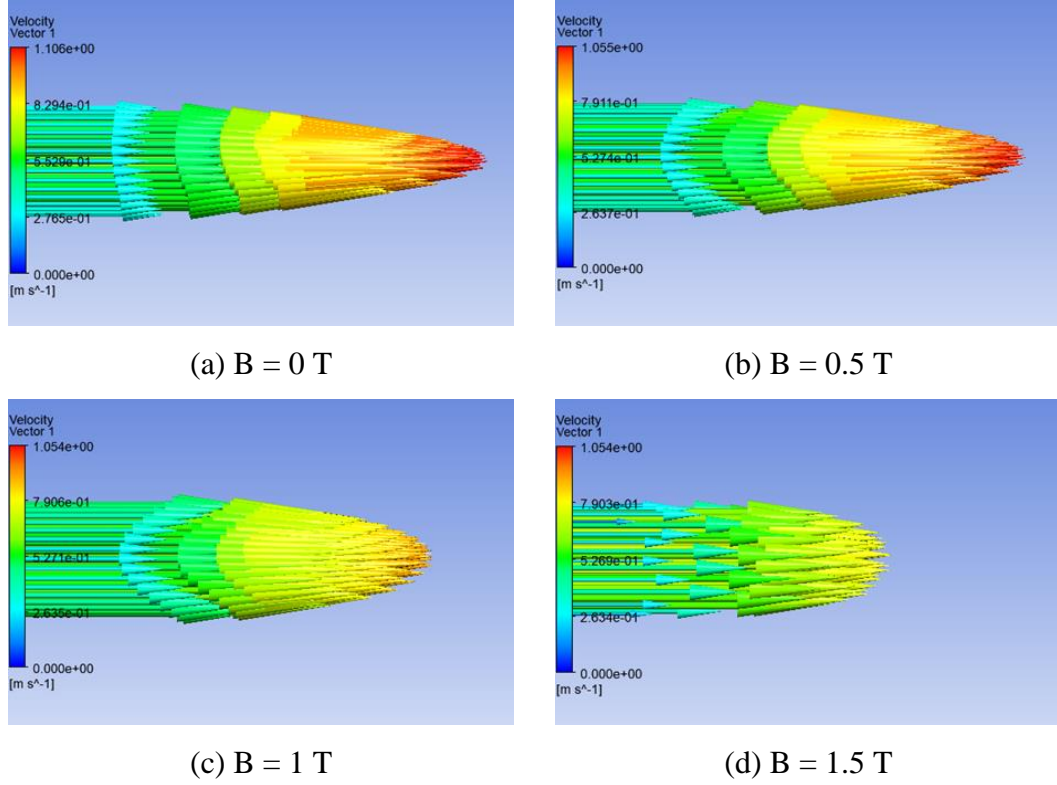 Velocity
Vector 1
1.106e+00
8.294e-01
5.529e-01
2.765e-01
0.000e+00
[m s^-1]
(a) B = 0 T
Velocity
Vector 1
1.055e+00
7.911e-01
5.274e-01
2.637e-01
0.000e+00
[m s^-1]
(b) B = 0.5 T
Velocity
Vector 1
1.054e+00
7.906e-01
5.271e-01
2.635e-01
0.000e+00
[m s^-1]
(c) B = 1 T
Velocity
Vector 1
1.054e+00
7.903e-01
5.269e-01
2.634e-01
0.000e+00
[m s^-1]
(d) B = 1.5 T